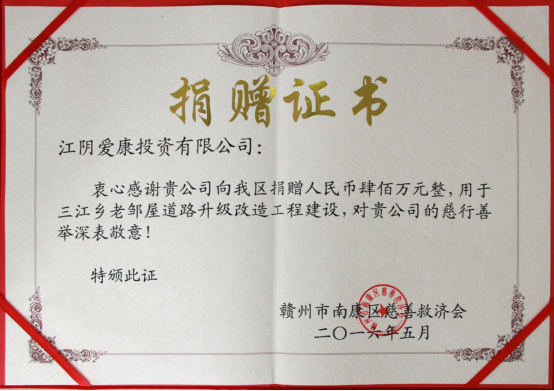 捐赠证书
江阴爱康投资有限公司：
衷心感谢贵公司向我区捐赠人民币肆佰万元整，用于
三江乡老邹屋道路升级改造工程建设，对贵公司的慈行善
举深表敬意！
特颁此证
赣州市南康区慈善救济会
二〇一六年五月